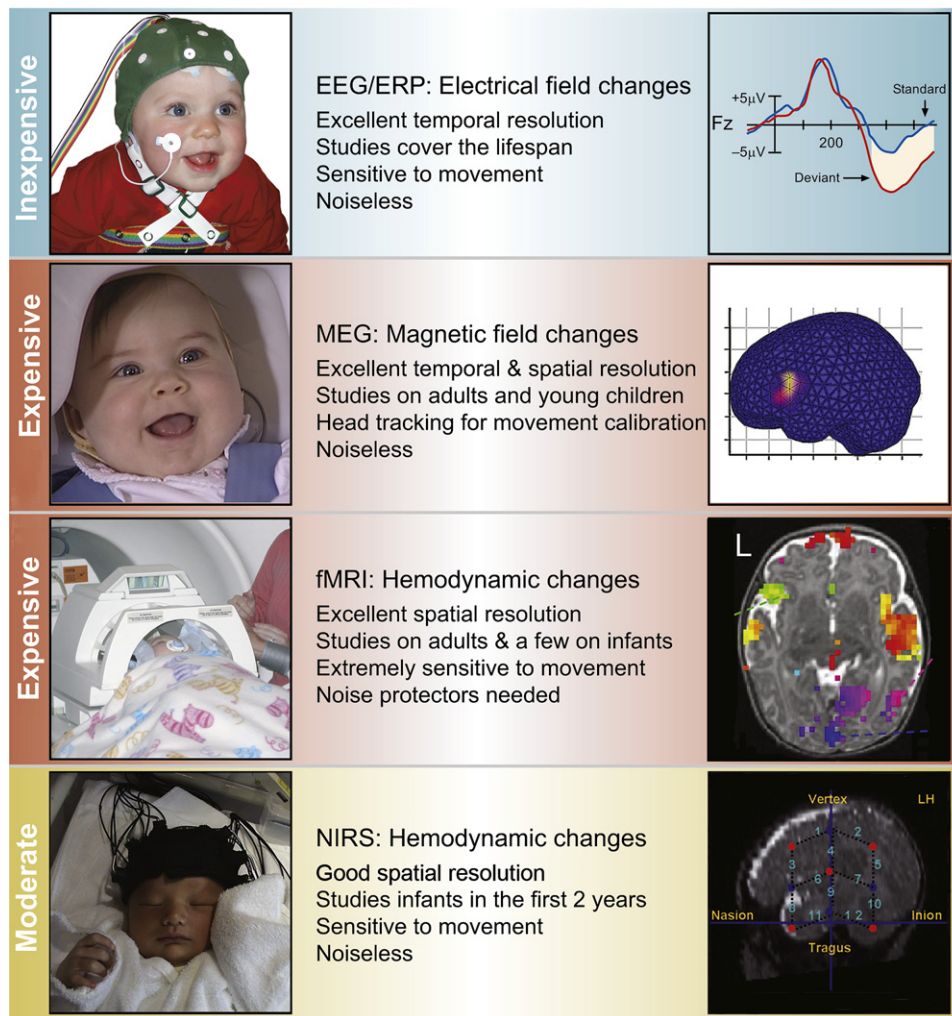 Inexpensive
EEG/ERP: Electrical field changes
Excellent temporal resolution
Studies cover the lifespan
Sensitive to movement
Noiseless
+5µV
Fz
−5µV
200
Standard
Deviant
Expensive
MEG: Magnetic field changes
Excellent temporal & spatial resolution
Studies on adults and young children
Head tracking for movement calibration
Noiseless
Expensive
fMRI: Hemodynamic changes
Excellent spatial resolution
Studies on adults & a few on infants
Extremely sensitive to movement
Noise protectors needed
L
Moderate
NIRS: Hemodynamic changes
Good spatial resolution
Studies infants in the first 2 years
Sensitive to movement
Noiseless
Vertex LH
1 2
3 4 5
6 7
8 9 10
Nasion 11 12 Inion
Tragus